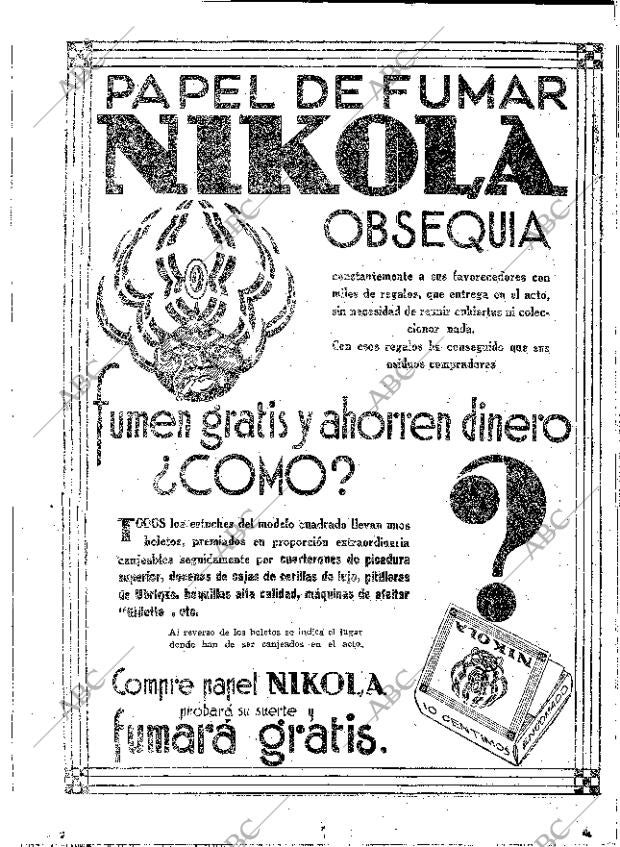 PAPEL DE FUMAR
NIKOLA
OBSEQUIA
constantemente a sus favorecedores con
miles de regalos, que entrega en el acto,
sin necesidad de reunir cubiertas ni colec-
cionar nada.
Con esos regalos ha conseguido que sus
asiduos compradores
fumen gratis y ahorren dinero
¿COMO?
TODOS los estuches del modelo cuadrado llevan unos
boletos, premiados en proporción extraordinaria
canjeables seguidamente por cuarterones de picadura
superior, docenas de cajas de cerillas de lujo, pitilleras
de Ubrique, boquillas alta calidad, máquinas de afeitar
"Gillette", etc.
Al reverso de los boletos se indica el lugar
donde han de ser canjeados en el acto.
Compre papel NIKOLA
probará su suerte y
fumará gratis.
NIKOLA
10 CENTIMOS
ENGOMADO
ABC